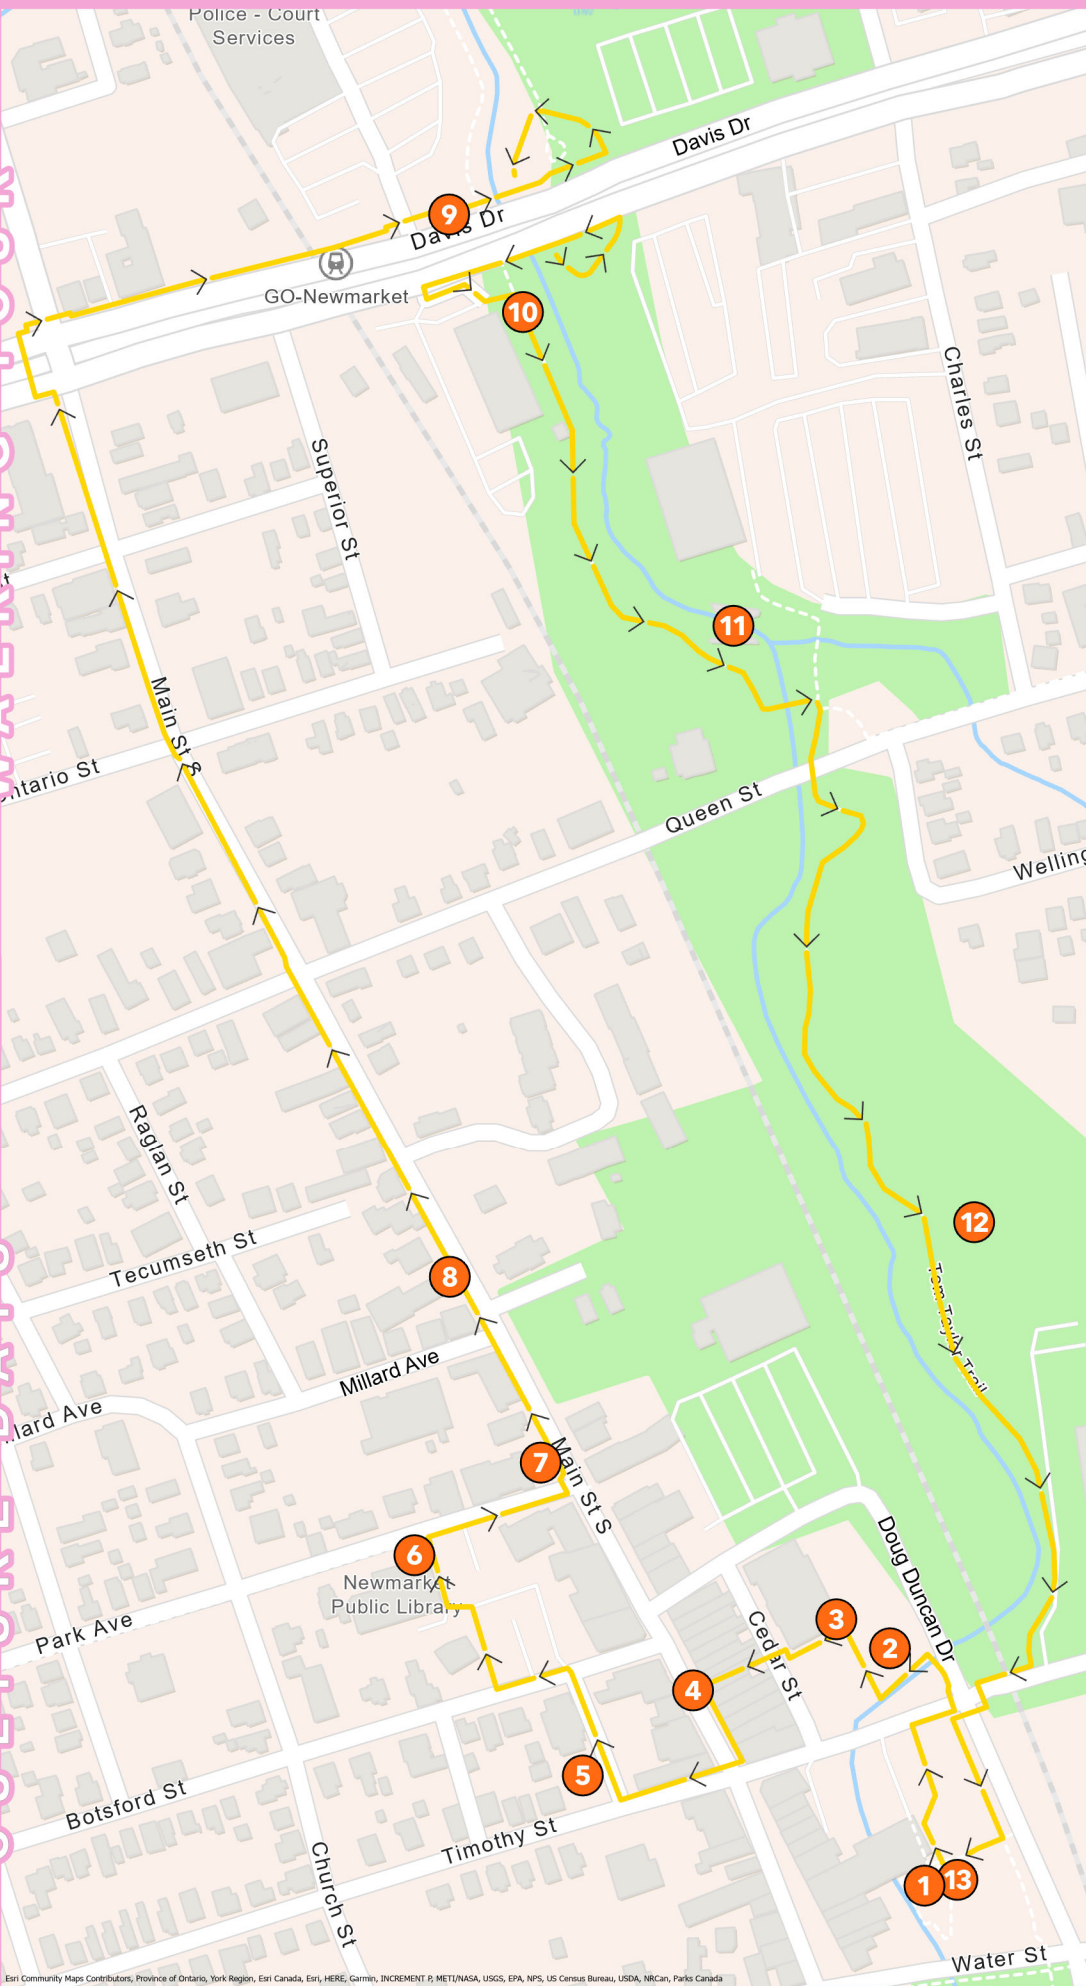 Police - Court
Services
Davis Dr
9
Davis Dr
GO-Newmarket
10
Charles St
Superior St
11
Main St S
Ontario St
Queen St
Welling
Raglan St
12
Tecumseth St
Tom Taylor Trail
8
Millard Ave
llard Ave
7
Main St S
Doug Duncan Dr
6
Newmarket
Public Library
Park Ave
3
Cedar St
2
4
5
Botsford St
Timothy St
Church St
1
13
Water St
Esri Community Maps Contributors, Province of Ontario, York Region, Esri Canada, Esri, HERE, Garmin, INCREMENT P, METI/NASA, USGS, EPA, NPS, US Census Bureau, USDA, NRCan, Parks Canada